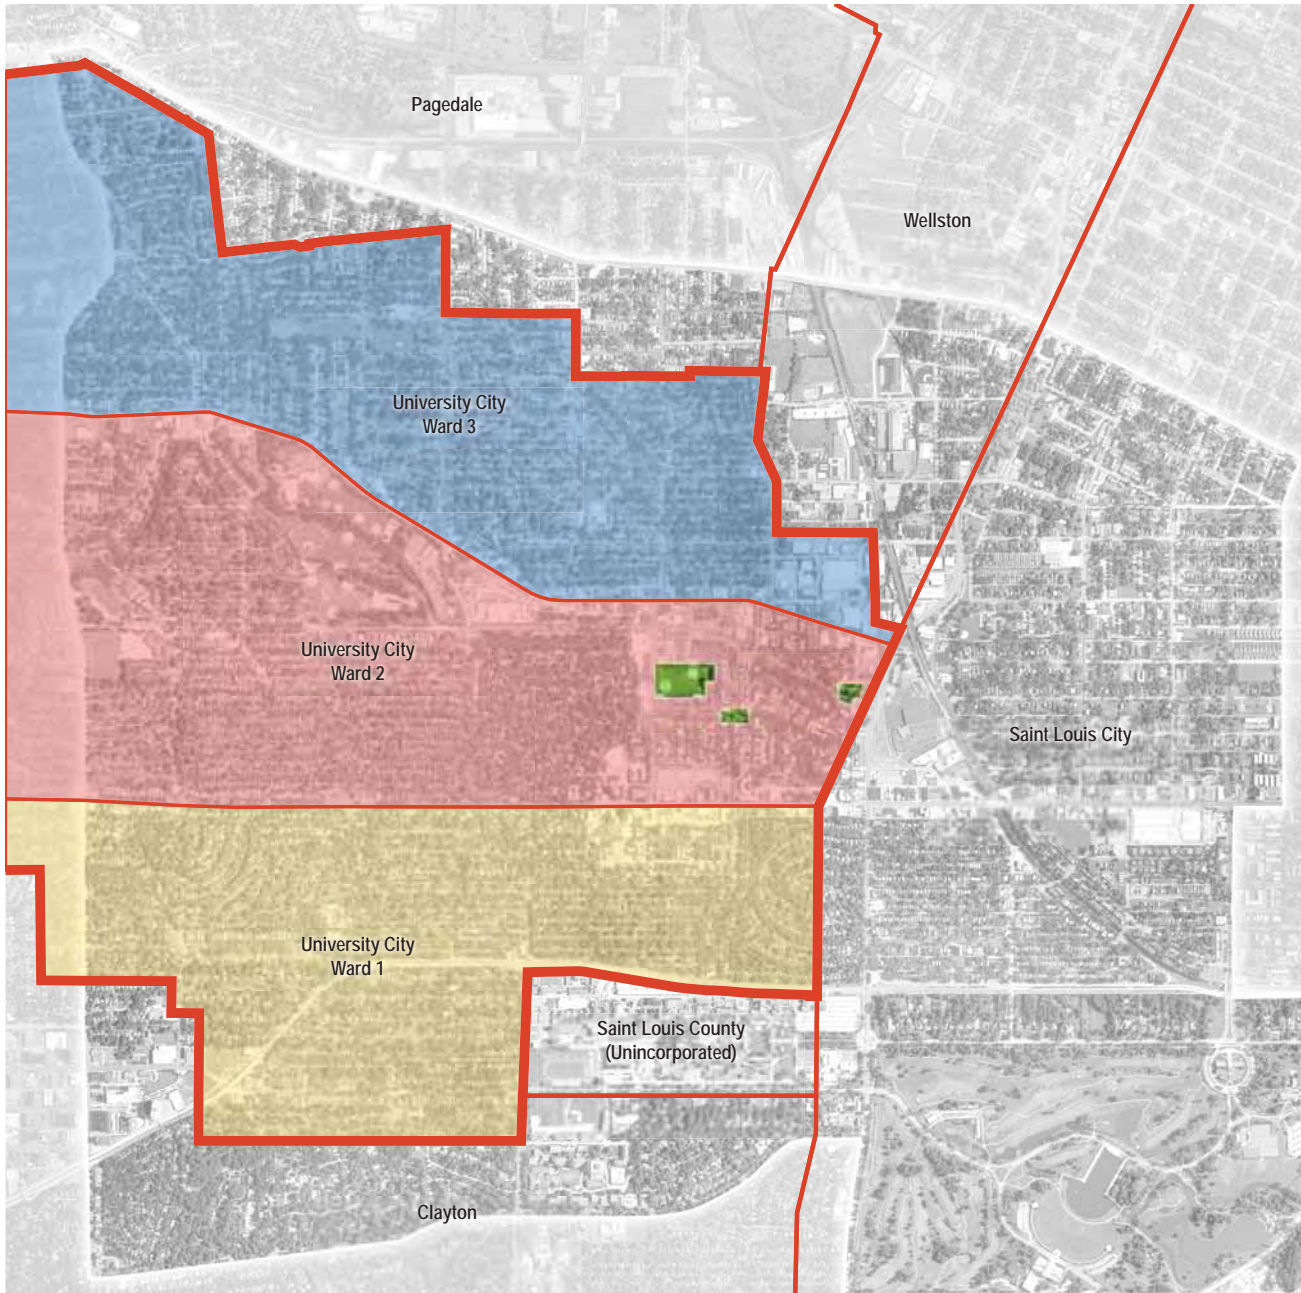 Pagedale
Wellston
University City
Ward 3
University City
Ward 2
Saint Louis City
University City
Ward 1
Saint Louis County
(Unincorporated)
Clayton